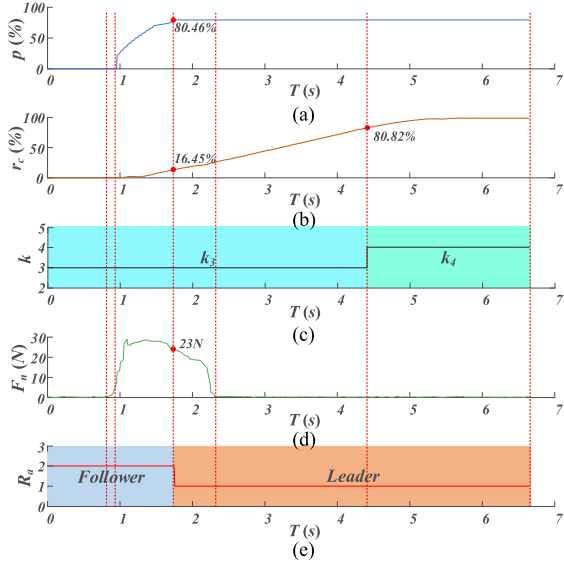 p (%)
100
50
0
80.46%
0 1 2 3 4 5 6 7
T (s)
(a)
r_c (%)
100
50
0
16.45%
80.82%
0 1 2 3 4 5 6 7
T (s)
(b)
k
5
4
3
2
k_3
k_4
0 1 2 3 4 5 6 7
T (s)
(c)
F_n (N)
30
20
10
0
23N
0 1 2 3 4 5 6 7
T (s)
(d)
R_a
3
2
1
0
Follower
Leader
0 1 2 3 4 5 6 7
T (s)
(e)